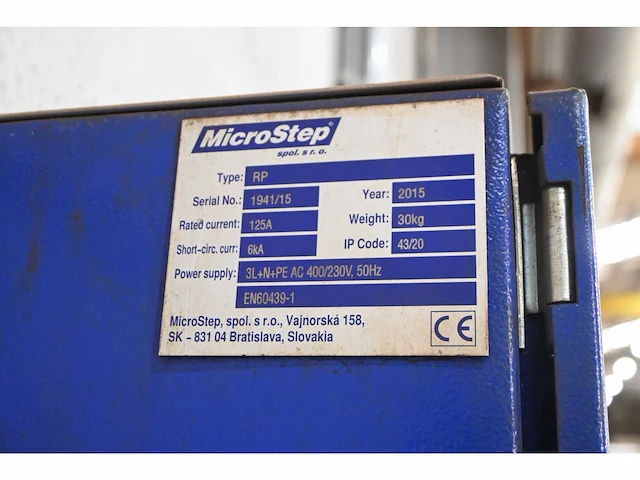 MicroStep®
spol. s r. o.
Type: RP
Serial No.: 1941/15 Year: 2015
Rated current: 125A Weight: 30kg
Short-circ. curr: 6kA IP Code: 43/20
Power supply: 3L+N+PE AC 400/230V, 50Hz
EN60439-1
MicroStep, spol. s r.o., Vajnorská 158,
SK - 831 04 Bratislava, Slovakia
CE